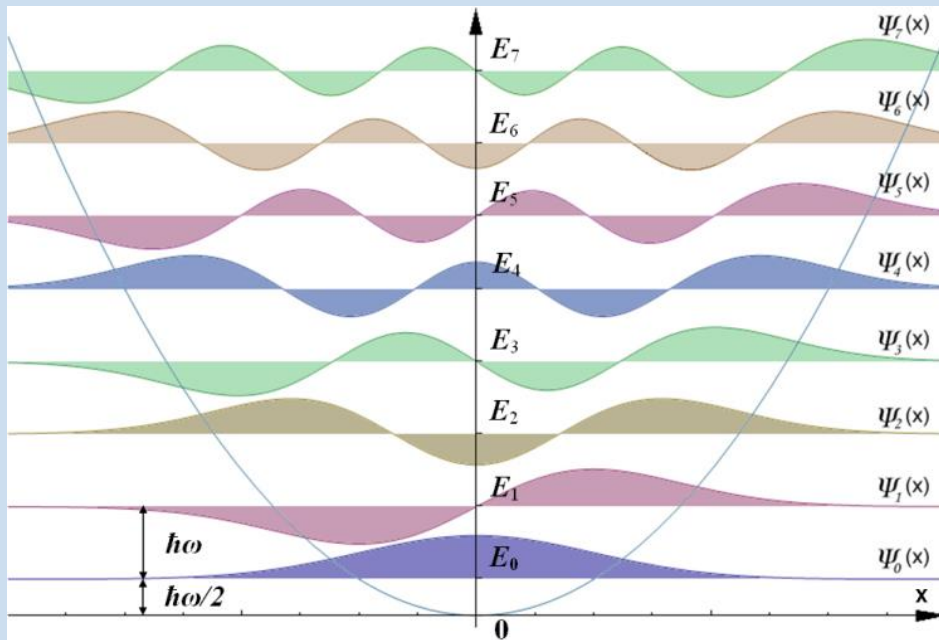 E₇ Ψ₇(x)
E₆ Ψ₆(x)
E₅ Ψ₅(x)
E₄ Ψ₄(x)
E₃ Ψ₃(x)
E₂ Ψ₂(x)
E₁ Ψ₁(x)
ħω
E₀ Ψ₀(x)
ħω/2
x
0